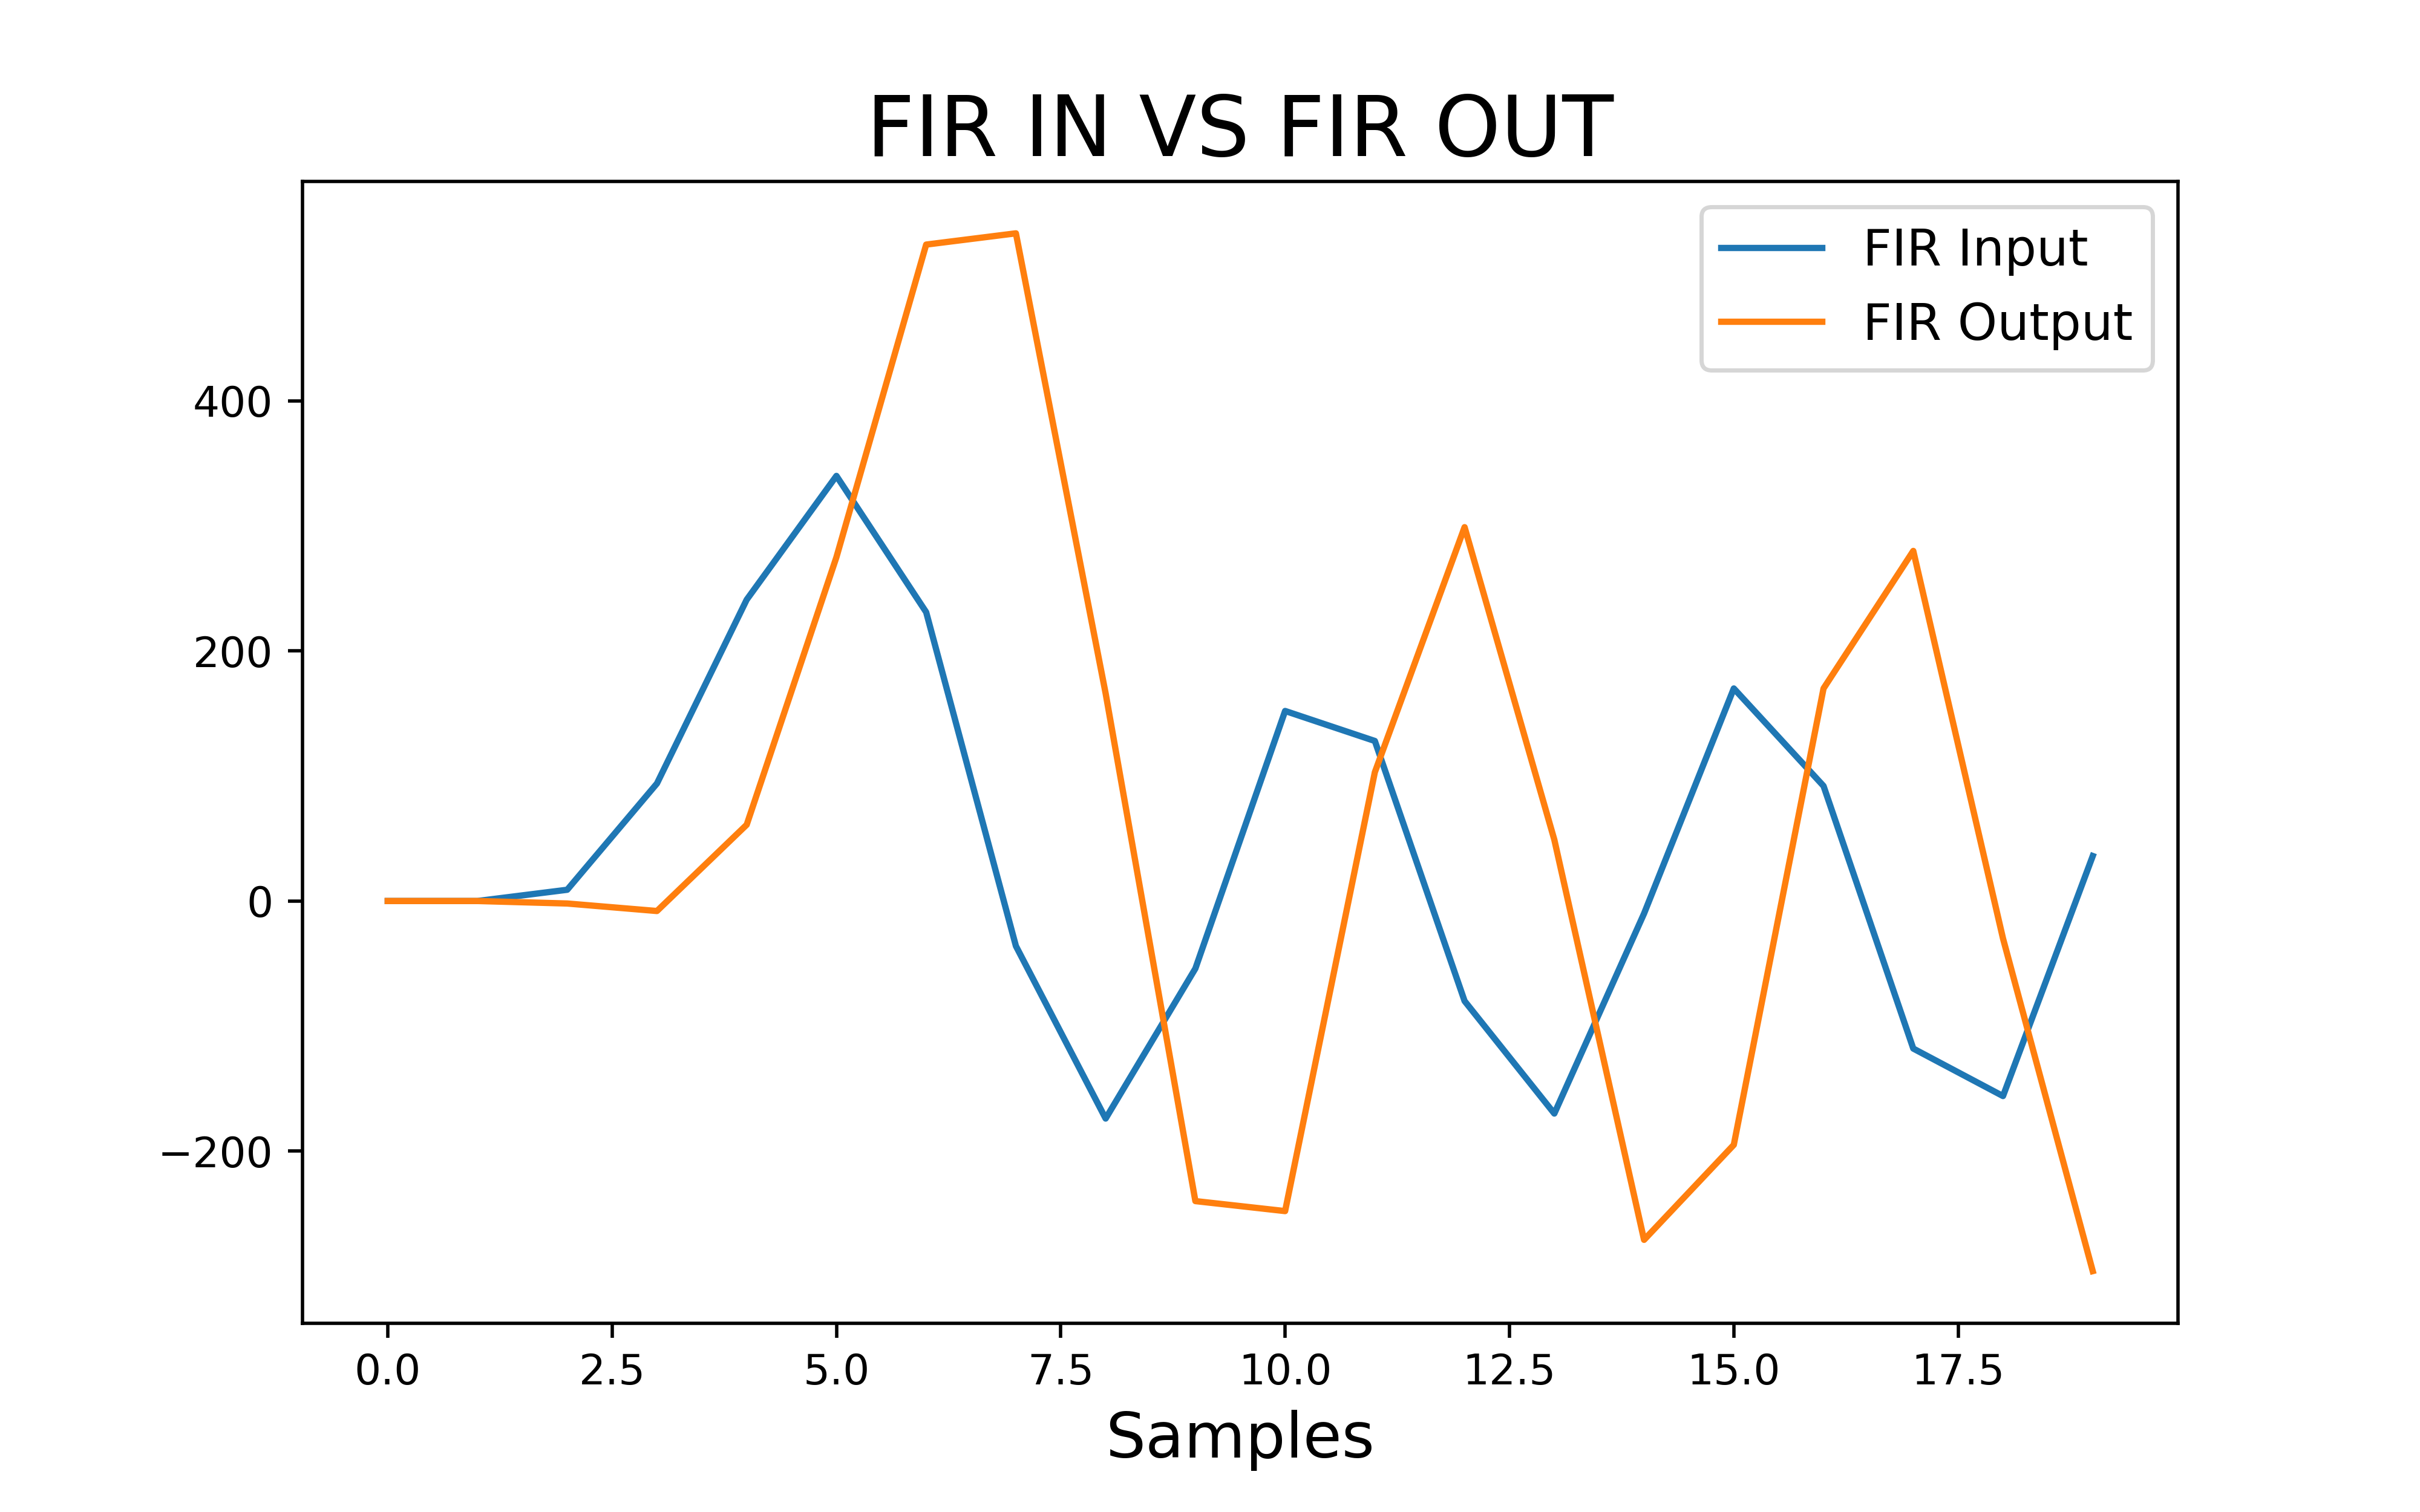 FIR IN VS FIR OUT
FIR Input
FIR Output
400
200
0
−200
0.0 2.5 5.0 7.5 10.0 12.5 15.0 17.5
Samples